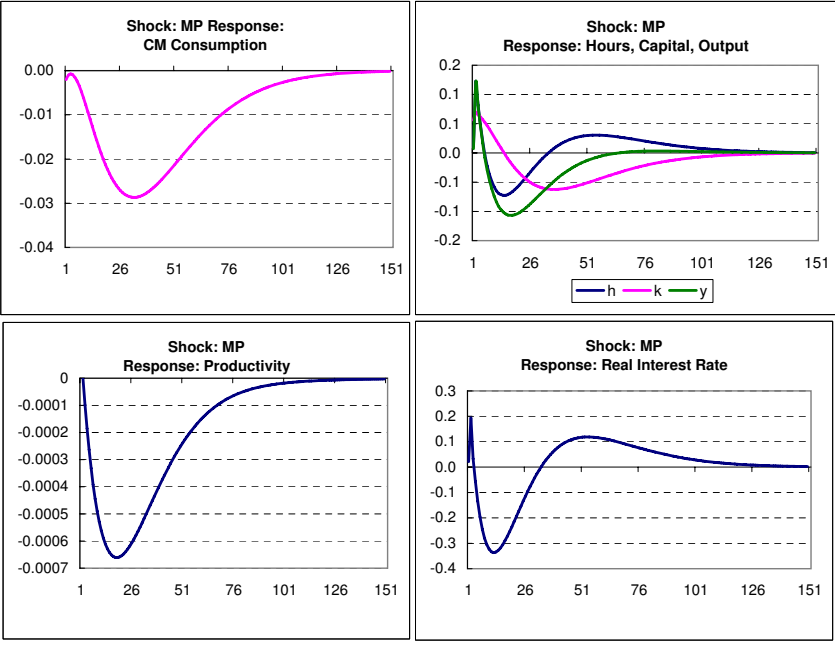 Shock: MP Response:
CM Consumption
0.00
-0.01
-0.02
-0.03
-0.04
1 26 51 76 101 126 151
Shock: MP
Response: Hours, Capital, Output
0.2
0.1
0.1
0.0
-0.1
-0.1
-0.2
1 26 51 76 101 126 151
h k y
Shock: MP
Response: Productivity
0
-0.0001
-0.0002
-0.0003
-0.0004
-0.0005
-0.0006
-0.0007
1 26 51 76 101 126 151
Shock: MP
Response: Real Interest Rate
0.3
0.2
0.1
0.0
-0.1
-0.2
-0.3
-0.4
1 26 51 76 101 126 151